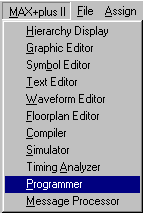 MAX+plus II File Assign
Hierarchy Display
Graphic Editor
Symbol Editor
Text Editor
Waveform Editor
Floorplan Editor
Compiler
Simulator
Timing Analyzer
Programmer
Message Processor